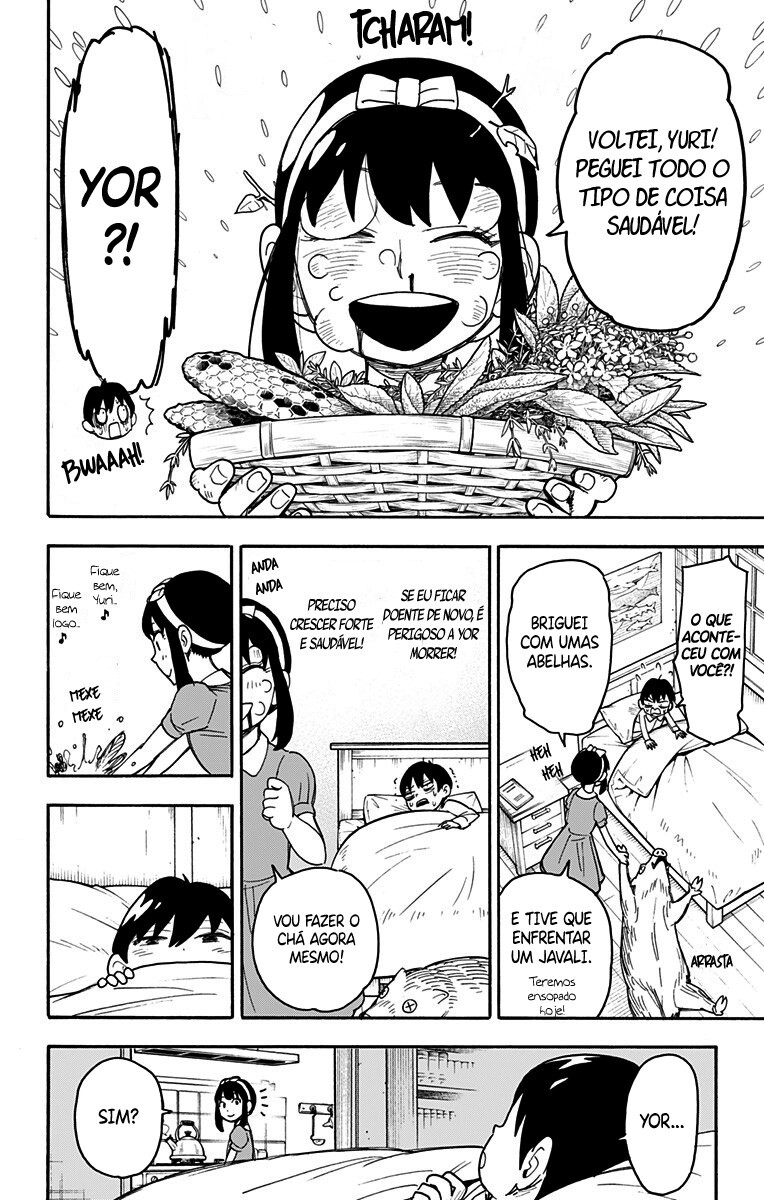 TCHARAM!
VOLTEI, YURI!
PEGUEI TODO O
TIPO DE COISA
SAUDÁVEL!
YOR
?!
BWAAAH!
O QUE
ACONTE-
CEU COM
VOCÊ?!
BRIGUEI
COM UMAS
ABELHAS.
HEH
HEH
E TIVE QUE
ENFRENTAR
UM JAVALI.
Teremos
ensopado
hoje!
ARRASTA
SE EU FICAR
DOENTE DE NOVO, É
PERIGOSO A YOR
MORRER!
PRECISO
CRESCER FORTE
E SAUDÁVEL!
ANDA
ANDA
VOU FAZER O
CHÁ AGORA
MESMO!
Fique
bem,
Yuri..
Fique
bem
logo..
♪
♪
MEXE
MEXE
YOR...
SIM?